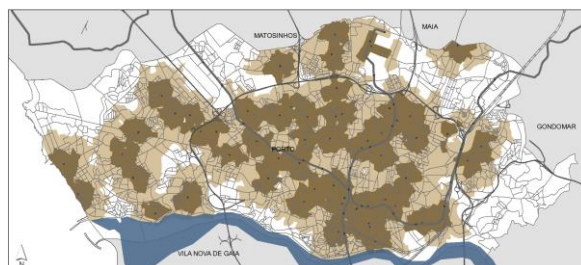 MATOSINHOS
MAIA
GONDOMAR
PORTO
VILA NOVA DE GAIA